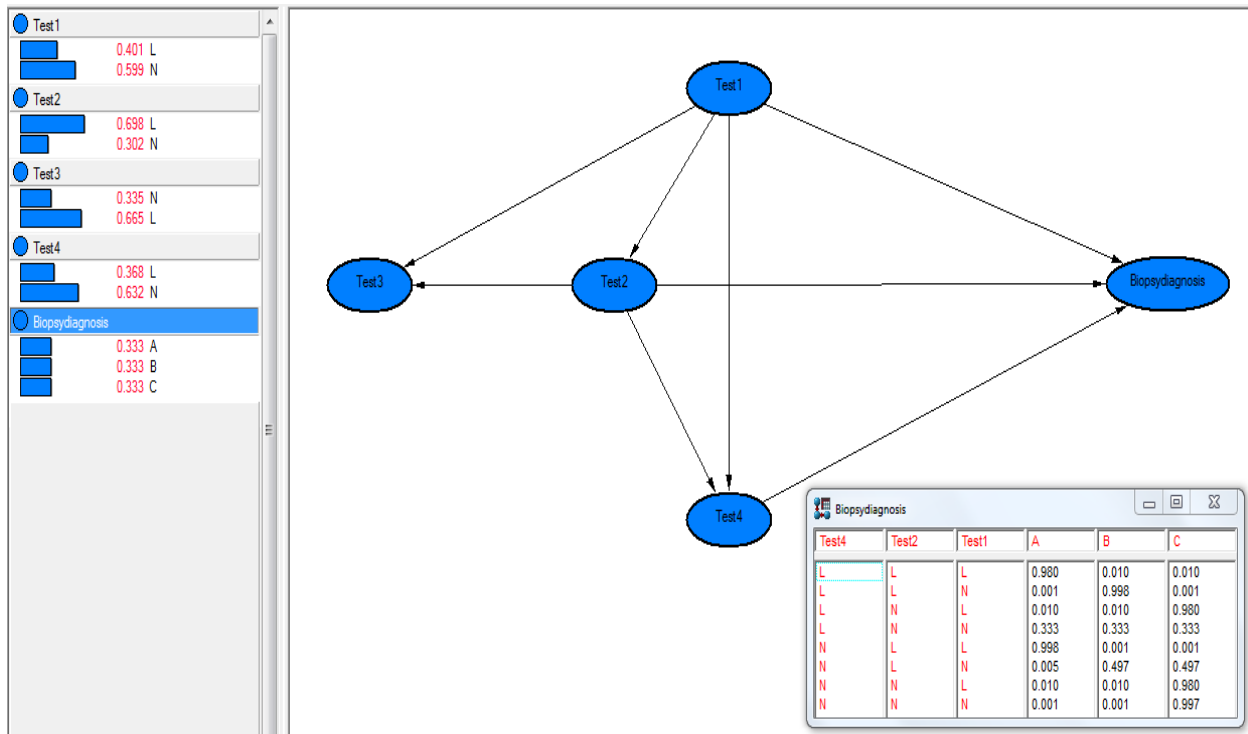 Test1
0.401 L
0.599 N
Test2
0.698 L
0.302 N
Test3
0.335 N
0.665 L
Test4
0.368 L
0.632 N
Biopsydiagnosis
0.333 A
0.333 B
0.333 C
Test1
Test3
Test2
Biopsydiagnosis
Test4
Biopsydiagnosis
Test4 Test2 Test1 A B C
L L L 0.980 0.010 0.010
L L N 0.001 0.998 0.001
L N L 0.010 0.010 0.980
L N N 0.333 0.333 0.333
N L L 0.998 0.001 0.001
N L N 0.005 0.497 0.497
N N L 0.010 0.010 0.980
N N N 0.001 0.001 0.997